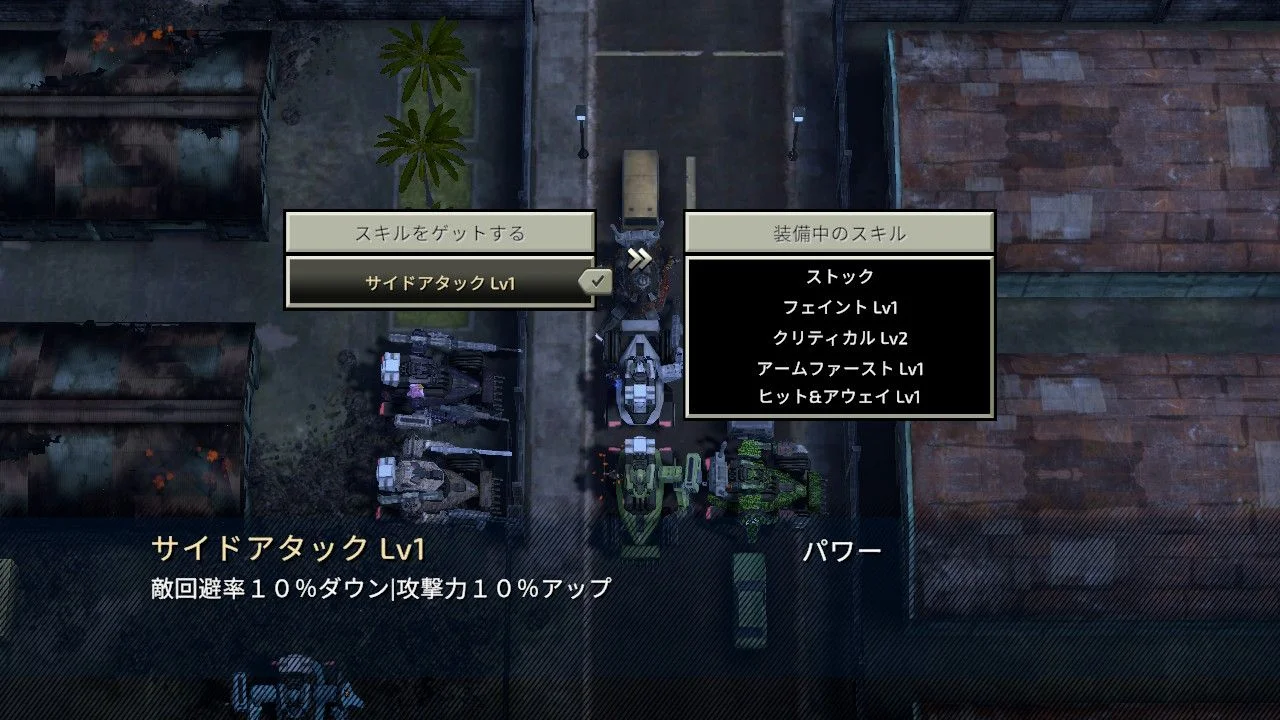 スキルをゲットする
サイドアタック Lv1
装備中のスキル
ストック
フェイント Lv1
クリティカル Lv2
アームファースト Lv1
ヒット&アウェイ Lv1
サイドアタック Lv1
パワー
敵回避率１０％ダウン|攻撃力１０％アップ